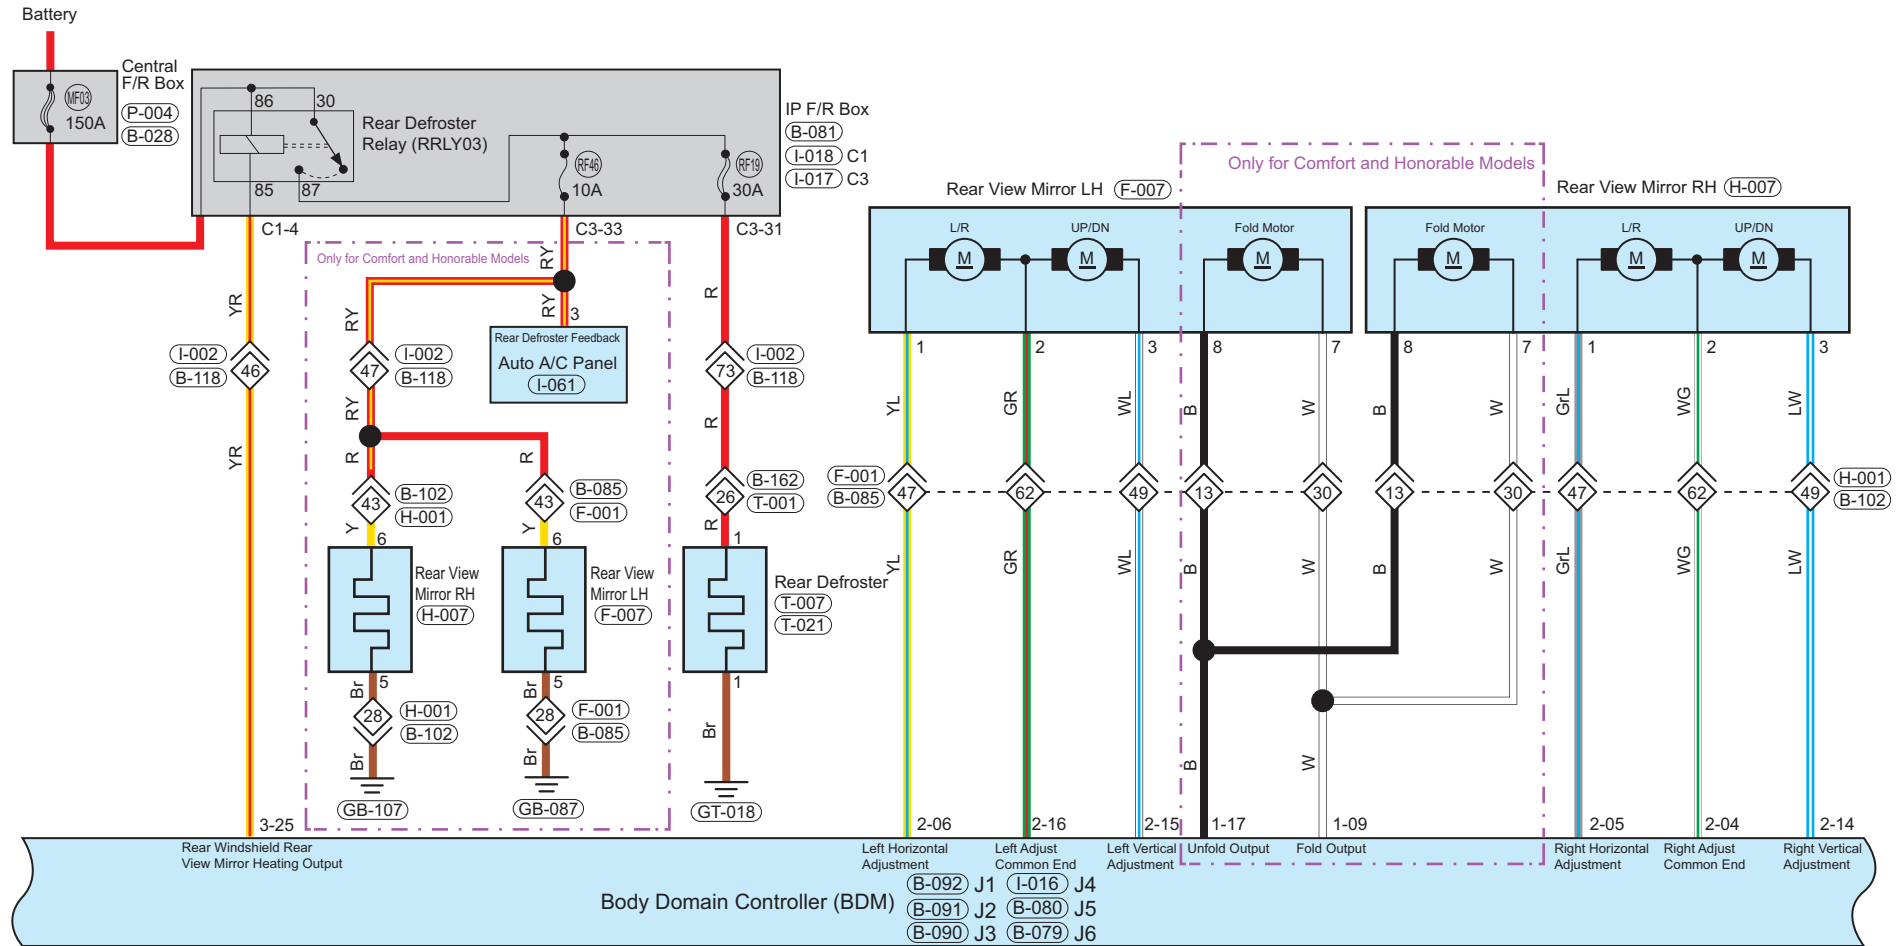 Battery
Central
F/R Box
P-004
B-028
MF03
150A
86
30
Rear Defroster
Relay (RRLY03)
85
87
RF46
10A
RF19
30A
IP F/R Box
B-081
I-018 C1
I-017 C3
C1-4
C3-33
C3-31
Only for Comfort and Honorable Models
RY
RY
3
Rear Defroster Feedback
Auto A/C Panel
I-061
YR
RY
R
I-002
B-118
46
47
I-002
B-118
73
I-002
B-118
YR
RY
R
R
R
43
B-102
H-001
43
B-085
F-001
26
B-162
T-001
Y
Y
R
6
6
1
Rear View
Mirror RH
H-007
Rear View
Mirror LH
F-007
Rear Defroster
T-007
T-021
Br
5
Br
5
1
28
H-001
B-102
28
F-001
B-085
Br
Br
Br
GB-107
GB-087
GT-018
3-25
Rear Windshield Rear
View Mirror Heating Output
Rear View Mirror LH F-007
Only for Comfort and Honorable Models
Rear View Mirror RH H-007
L/R
UP/DN
Fold Motor
Fold Motor
L/R
UP/DN
M
M
M
M
M
M
1
2
3
8
7
8
7
1
2
3
YL
GR
WL
B
W
B
W
GrL
WG
LW
F-001
B-085
47
62
49
13
30
13
30
47
62
49
H-001
B-102
YL
GR
WL
B
W
B
W
GrL
WG
LW
B
W
2-06
2-16
2-15
1-17
1-09
2-05
2-04
2-14
Left Horizontal
Adjustment
Left Adjust
Common End
Left Vertical
Adjustment
Unfold Output
Fold Output
Right Horizontal
Adjustment
Right Adjust
Common End
Right Vertical
Adjustment
Body Domain Controller (BDM)
B-092 J1 I-016 J4
B-091 J2 B-080 J5
B-090 J3 B-079 J6